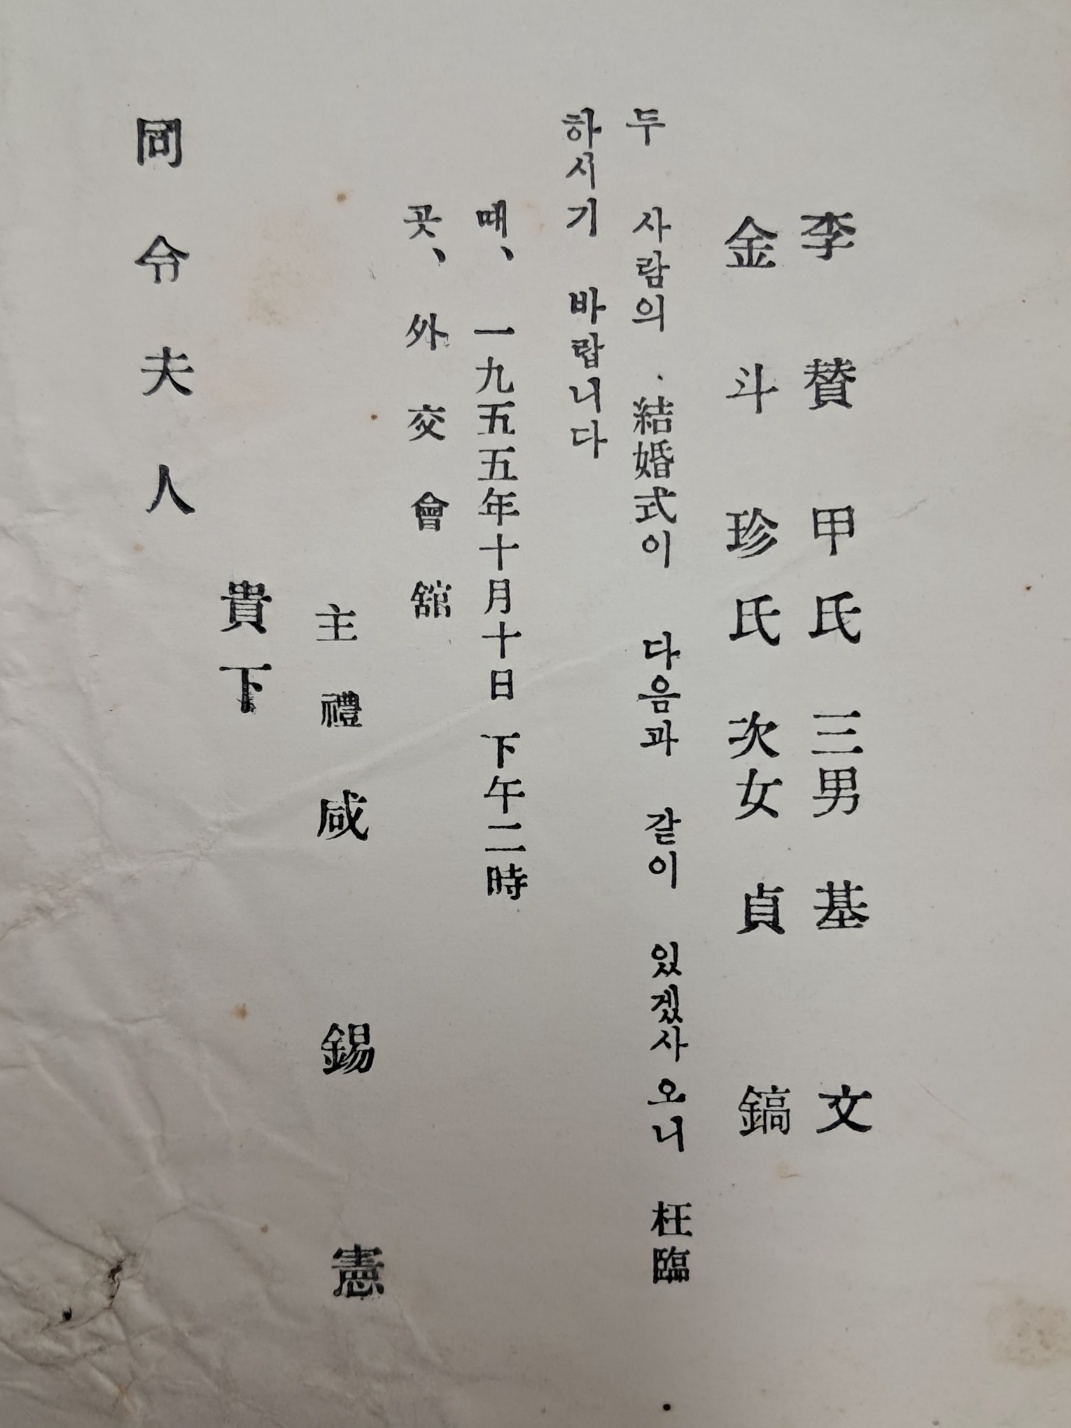 李贊甲氏 三男 基文
金斗珍氏 次女 貞鎬
두 사람의 結婚式이 다음과 같이 있겠사오니 枉臨
하시기 바랍니다
때、 一九五五年十月十日 下午二時
곳、 外交會舘
主禮 咸錫憲
貴下
同令夫人